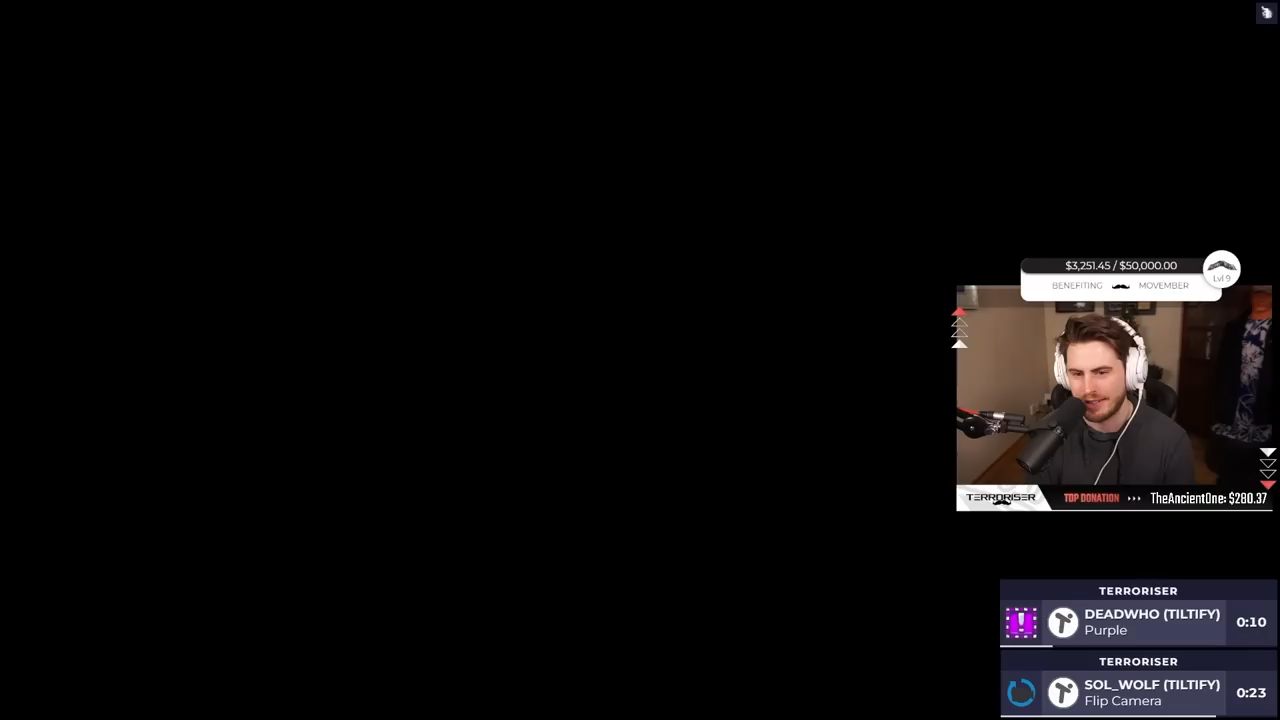 $3,251.45 / $50,000.00
Lvl 9
BENEFITING MOVEMBER
TERRORISER
TOP DONATION
TheAncientOne: $280.37
TERRORISER
DEADWHO (TILTIFY)
Purple
0:10
TERRORISER
SOL_WOLF (TILTIFY)
Flip Camera
0:23